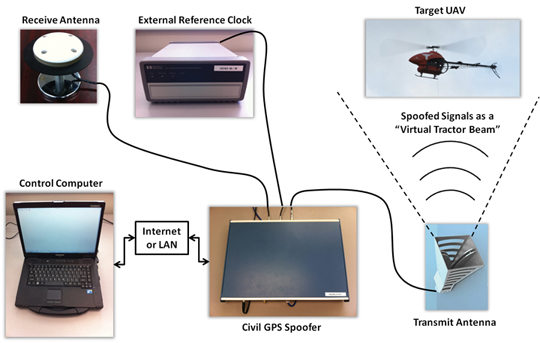 Receive Antenna
External Reference Clock
Target UAV
Spoofed Signals as a
“Virtual Tractor Beam”
Control Computer
Internet
or LAN
Civil GPS Spoofer
Transmit Antenna